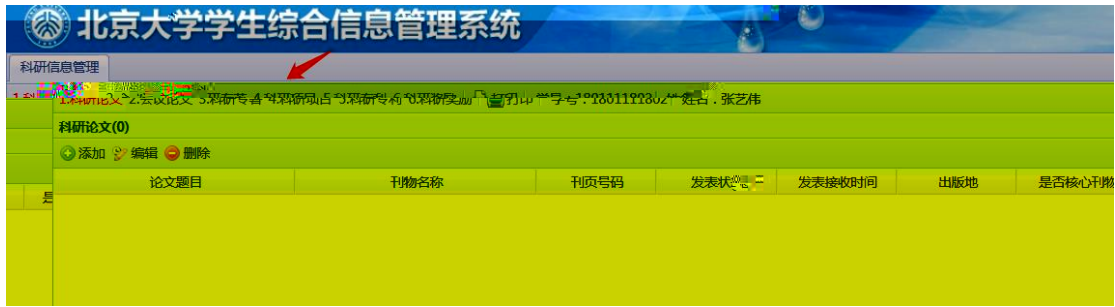 北京大学学生综合信息管理系统
科研信息管理
1.科研论文 2.会议论文 3.科研专著 4.科研项目 5.科研专利 6.科研奖励 打印 学号: 姓名:张艺伟
科研论文(0)
添加 编辑 删除
论文题目 刊物名称 刊页号码 发表状 发表接收时间 出版地 是否核心刊物
是